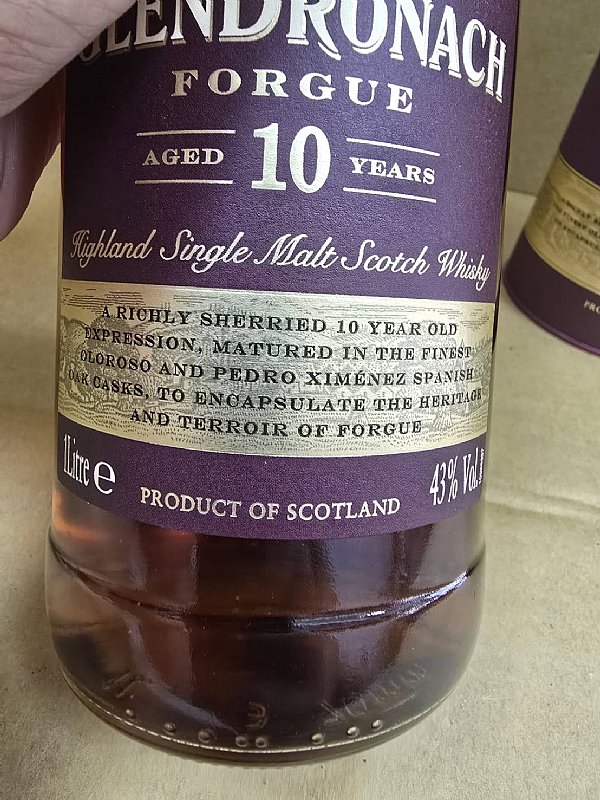 GLENDRONACH
FORGUE
AGED 10 YEARS
Highland Single Malt Scotch Whisky
A RICHLY SHERRIED 10 YEAR OLD
EXPRESSION, MATURED IN THE FINEST
OLOROSO AND PEDRO XIMÉNEZ SPANISH
OAK CASKS, TO ENCAPSULATE THE HERITAGE
AND TERROIR OF FORGUE
1Litre e
43% Vol.
PRODUCT OF SCOTLAND